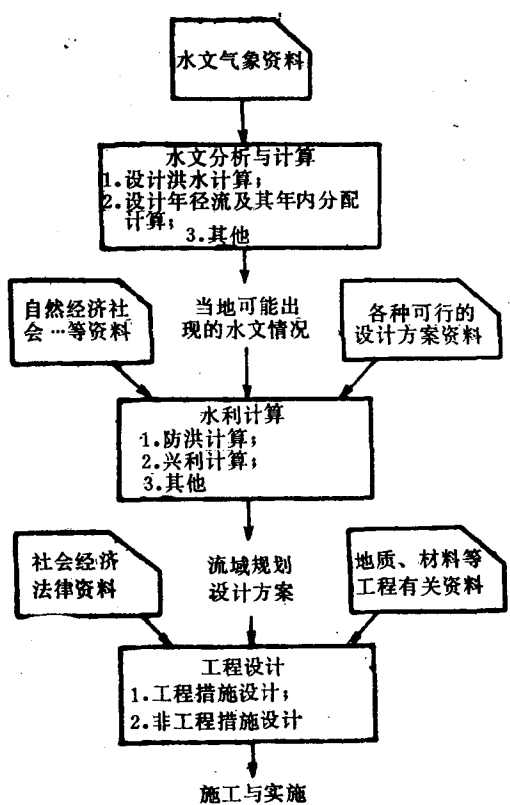 水文气象资料
水文分析与计算
1.设计洪水计算；
2.设计年径流及其年内分配
计算；
3.其他
自然经济社
会…等资料
当地可能出
现的水文情况
各种可行的
设计方案资料
水利计算
1.防洪计算；
2.兴利计算；
3.其他
社会经济
法律资料
流域规划
设计方案
地质、材料等
工程有关资料
工程设计
1.工程措施设计；
2.非工程措施设计
施工与实施